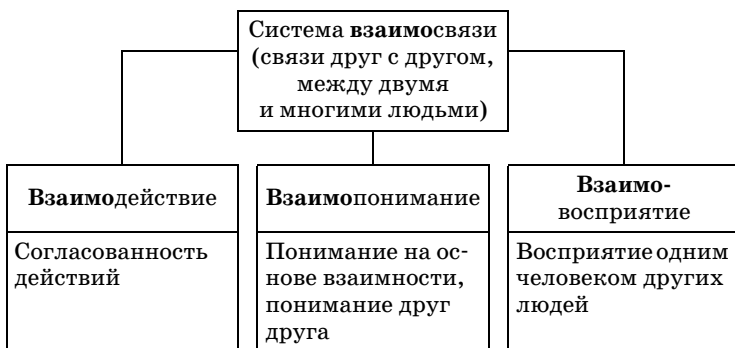 Система взаимосвязи
(связи друг с другом,
между двумя
и многими людьми)
Взаимодействие
Согласованность
действий
Взаимопонимание
Понимание на ос-
нове взаимности,
понимание друг
друга
Взаимо-
восприятие
Восприятие одним
человеком других
людей